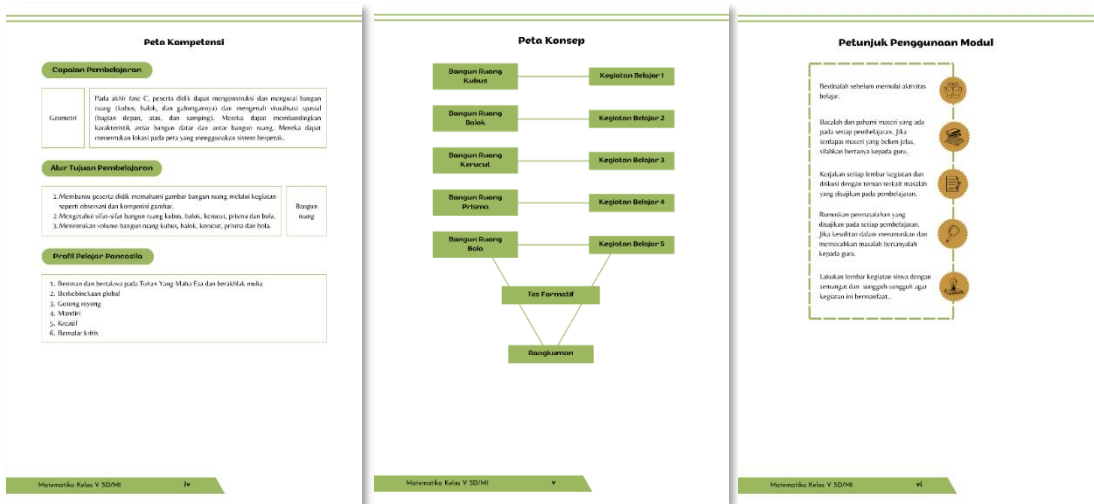 Peta Kompetensi
Capaian Pembelajaran
Geometri
Pada akhir fase C, peserta didik dapat mengonstruksi dan mengurai bangun
ruang (kubus, balok, dan gabungannya) dan mengenali visualisasi spasial
(bagian depan, atas, dan samping). Mereka dapat membandingkan
karakteristik antar bangun datar dan antar bangun ruang. Mereka dapat
menentukan lokasi pada peta yang menggunakan sistem berpetak.
Alur Tujuan Pembelajaran
1. Membantu peserta didik memahami gambar bangun ruang melalui kegiatan
seperti observasi dan komposisi gambar.
2. Mengetahui sifat-sifat bangun ruang kubus, balok, kerucut, prisma dan bola.
3. Menentukan volume bangun ruang kubus, balok, kerucut, prisma dan bola.
Bangun
ruang
Profil Pelajar Pancasila
1. Beriman dan bertakwa pada Tuhan Yang Maha Esa dan berakhlak mulia
2. Berkebinekaan global
3. Gotong royong
4. Mandiri
5. Kreatif
6. Bernalar kritis
Matematika Kelas V SD/MI iv
Peta Konsep
Bangun Ruang
Kubus
Kegiatan Belajar 1
Bangun Ruang
Balok
Kegiatan Belajar 2
Bangun Ruang
Kerucut
Kegiatan Belajar 3
Bangun Ruang
Prisma
Kegiatan Belajar 4
Bangun Ruang
Bola
Kegiatan Belajar 5
Tes Formatif
Rangkuman
Matematika Kelas V SD/MI v
Petunjuk Penggunaan Modul
Berdoalah sebelum memulai aktivitas
belajar.
Bacalah dan pahami materi yang ada
pada setiap pembelajaran. Jika
terdapat materi yang belum jelas,
silahkan bertanya kepada guru.
Kerjakan setiap lembar kegiatan dan
diskusi dengan teman terkait masalah
yang disajikan pada pembelajaran.
Rumuskan permasalahan yang
disajikan pada setiap pembelajaran.
Jika kesulitan dalam merumuskan dan
memecahkan masalah bertanyalah
kepada guru.
Lakukan lembar kegiatan siswa dengan
semangat dan sungguh-sungguh agar
kegiatan ini bermanfaat..
Matematika Kelas V SD/MI vi